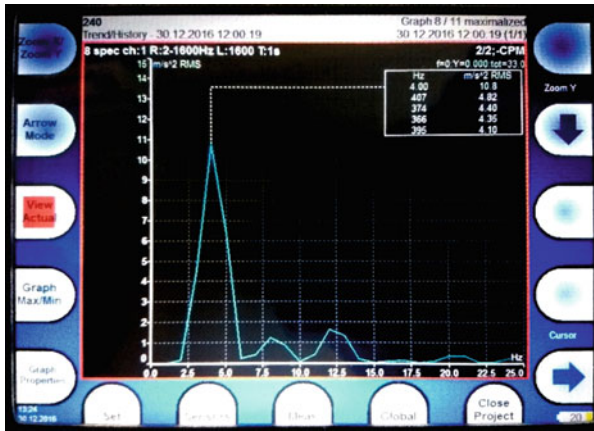 240
Graph 8 / 11 maximalized
Trend/History - 30.12.2016 12:00:19
30.12.2016 12:00:19 (1/1)
8 spec ch:1 R:2-1600Hz L:1600 T:1s
2/2;-CPM
m/s^2 RMS
f=0;Y=0.000 tot=33.0
Hz m/s^2 RMS
4.00 10.8
407 4.82
374 4.40
366 4.35
395 4.10
15
14
13
12
11
10
9
8
7
6
5
4
3
2
1
0
0.0 2.5 5.0 7.5 10.0 12.5 15.0 17.5 20.0 22.5 25.0
Hz
Zoom X/
Zoom Y
Arrow
Mode
View
Actual
Graph
Max/Min
Graph
Properties
Zoom Y
Cursor
13:24
30.12.2016
Set
Global
Close
Project
20